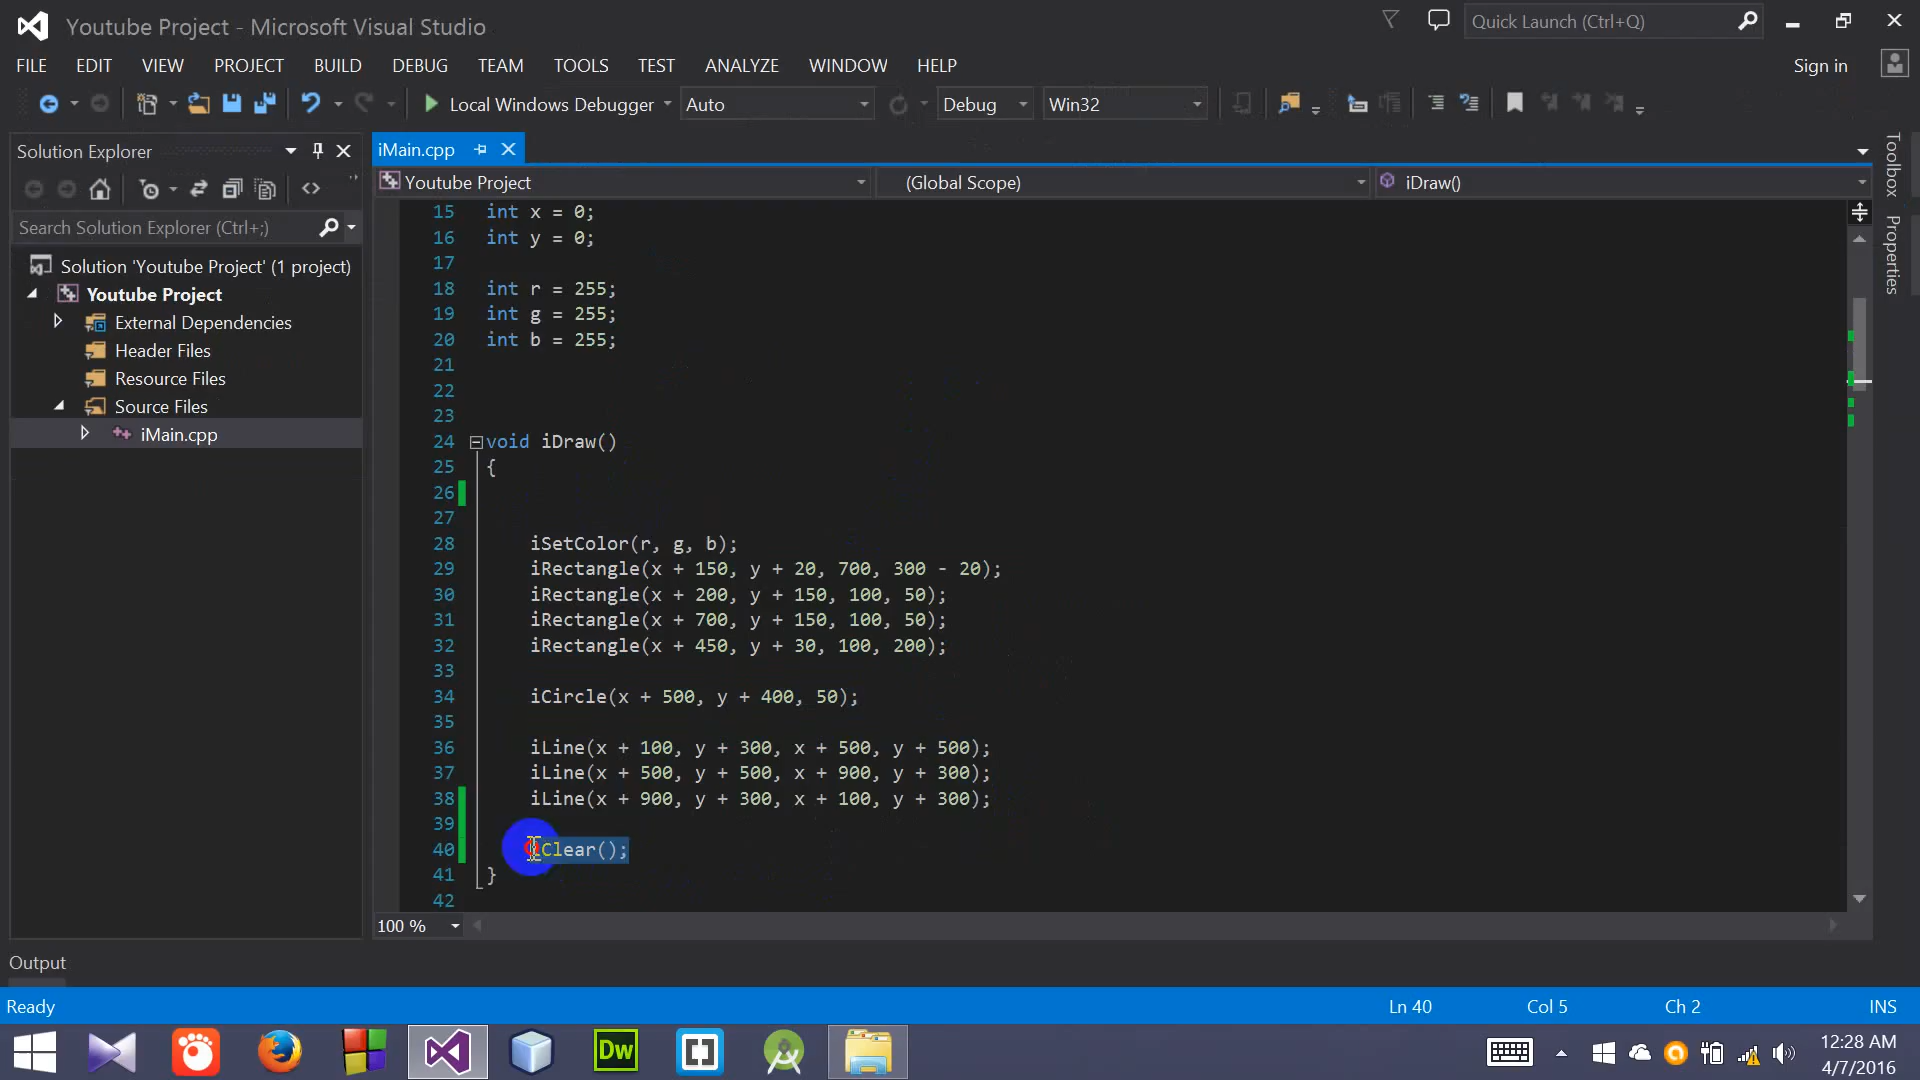 Youtube Project - Microsoft Visual Studio
Quick Launch (Ctrl+Q)
FILE EDIT VIEW PROJECT BUILD DEBUG TEAM TOOLS TEST ANALYZE WINDOW HELP
Sign in
Local Windows Debugger Auto Debug Win32
Solution Explorer
Search Solution Explorer (Ctrl+;)
Solution 'Youtube Project' (1 project)
Youtube Project
External Dependencies
Header Files
Resource Files
Source Files
iMain.cpp
iMain.cpp
Youtube Project (Global Scope) iDraw()
15 int x = 0;
16 int y = 0;
17
18 int r = 255;
19 int g = 255;
20 int b = 255;
21
22
23
24 void iDraw()
25 {
26
27
28 iSetColor(r, g, b);
29 iRectangle(x + 150, y + 20, 700, 300 - 20);
30 iRectangle(x + 200, y + 150, 100, 50);
31 iRectangle(x + 700, y + 150, 100, 50);
32 iRectangle(x + 450, y + 30, 100, 200);
33
34 iCircle(x + 500, y + 400, 50);
35
36 iLine(x + 100, y + 300, x + 500, y + 500);
37 iLine(x + 500, y + 500, x + 900, y + 300);
38 iLine(x + 900, y + 300, x + 100, y + 300);
39
40 iClear();
41 }
42
100 %
Toolbox
Properties
Output
Ready
Ln 40 Col 5 Ch 2 INS
Dw
12:28 AM
4/7/2016